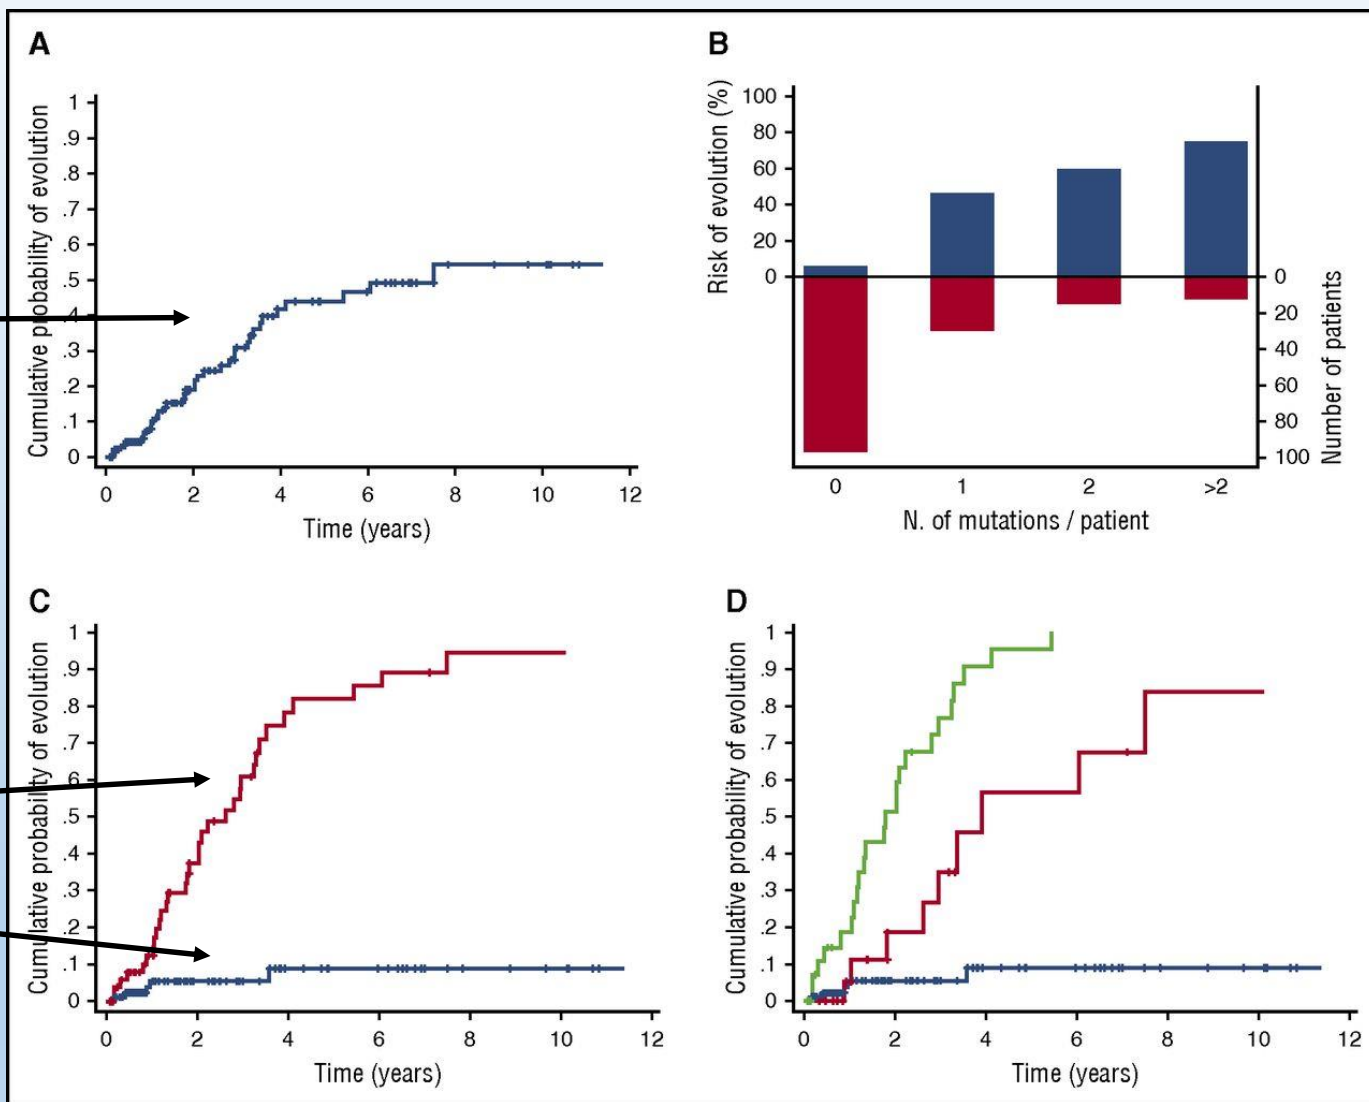 A
Cumulative probability of evolution
1
.9
.8
.7
.6
.5
.4
.3
.2
.1
0
0 2 4 6 8 10 12
Time (years)
B
Risk of evolution (%)
100
80
60
40
20
0
0
20
40
60
80
100
Number of patients
0 1 2 >2
N. of mutations / patient
C
Cumulative probability of evolution
1
.9
.8
.7
.6
.5
.4
.3
.2
.1
0
0 2 4 6 8 10 12
Time (years)
D
Cumulative probability of evolution
1
.9
.8
.7
.6
.5
.4
.3
.2
.1
0
0 2 4 6 8 10 12
Time (years)